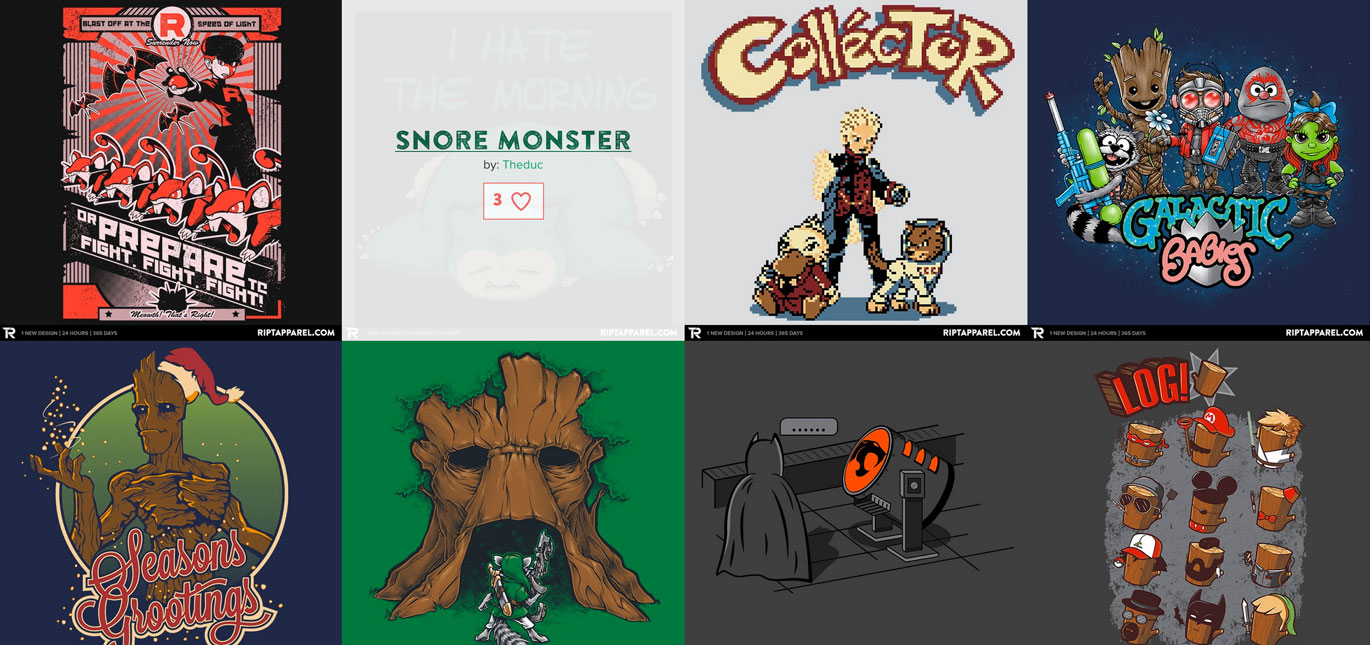 BLAST OFF AT THE R SPEED OF LIGHT
Surrender Now
R
OR PREPARE TO
FIGHT, FIGHT, FIGHT!
Meowth! That's Right!
TR 1 NEW DESIGN | 24 HOURS | 365 DAYS RIPTAPPAREL.COM
I HATE
THE MORNING
SNORE MONSTER
by: Theduc
3
1 NEW DESIGN | 24 HOURS | 365 DAYS RIPTAPPAREL.COM
CollécToR
CCCP
1 NEW DESIGN | 24 HOURS | 365 DAYS RIPTAPPAREL.COM
GALACTIC
BABIES
1 NEW DESIGN | 24 HOURS | 365 DAYS RIPTAPPAREL.COM
Seasons
Grootings
......
LOG!
M